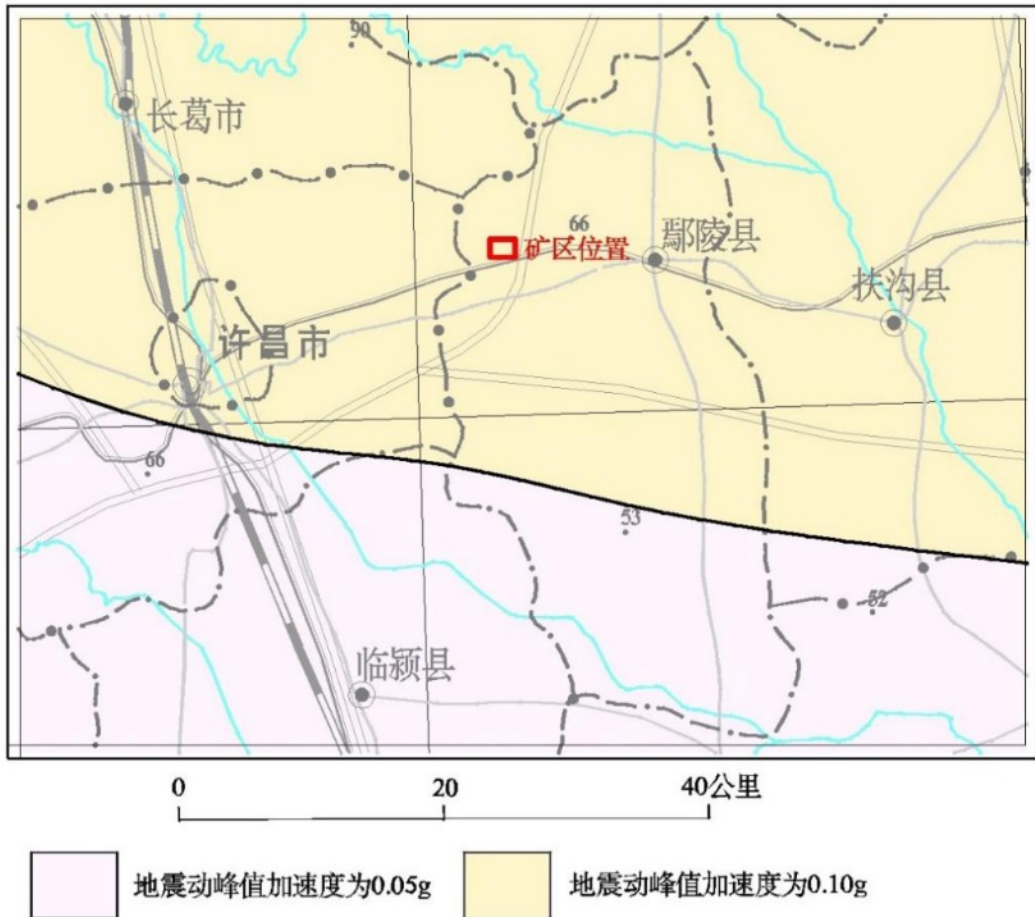 90
长葛市
66
鄢陵县
矿区位置
扶沟县
许昌市
66
53
52
临颍县
0 20 40公里
地震动峰值加速度为0.05g 地震动峰值加速度为0.10g